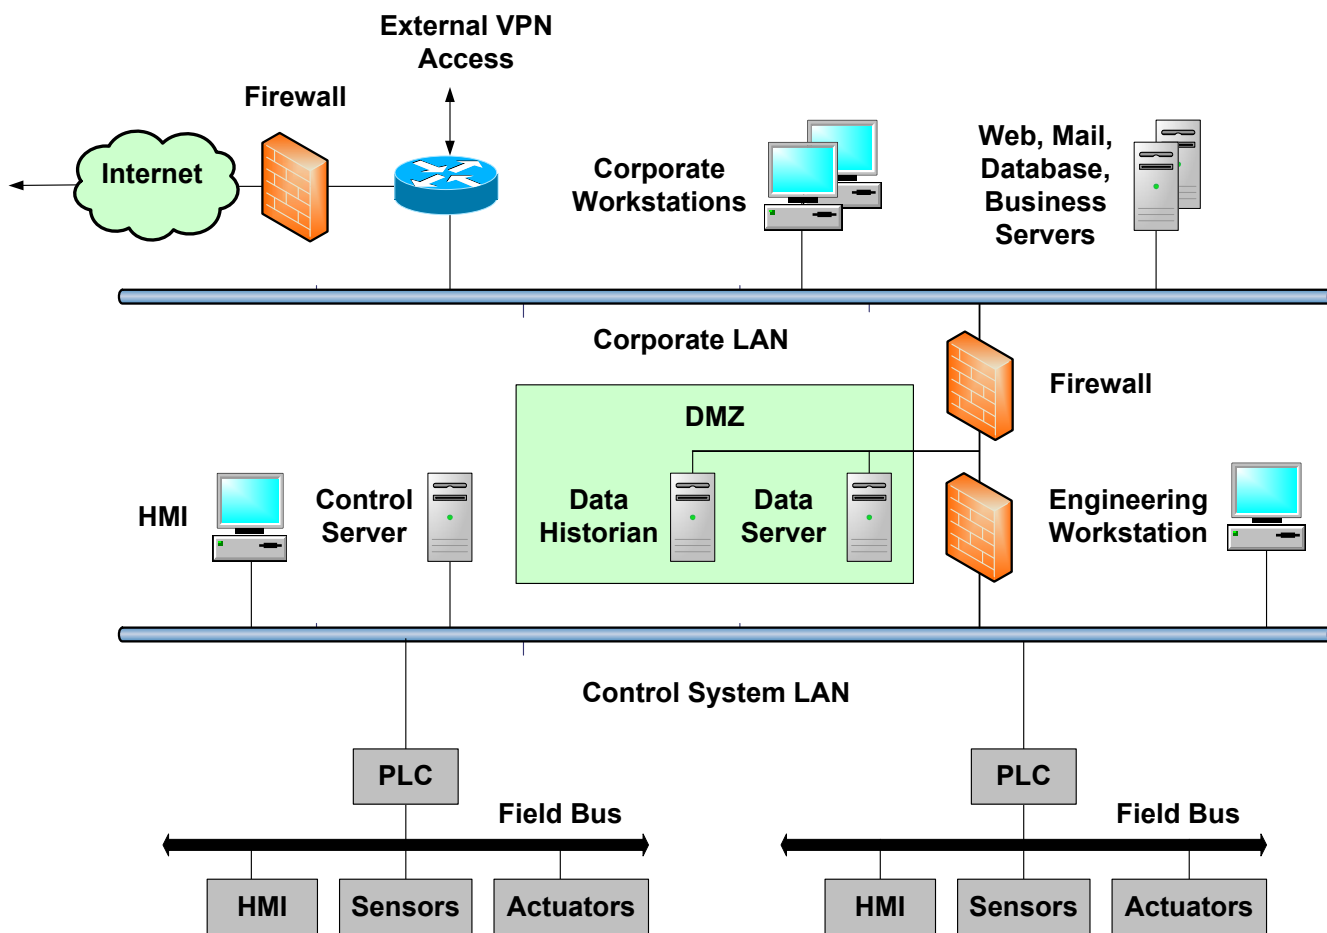 External VPN
Access
Firewall
Internet
Corporate
Workstations
Web, Mail,
Database,
Business
Servers
Corporate LAN
Firewall
DMZ
HMI
Control
Server
Data
Historian
Data
Server
Engineering
Workstation
Control System LAN
PLC
PLC
Field Bus
Field Bus
HMI
Sensors
Actuators
HMI
Sensors
Actuators